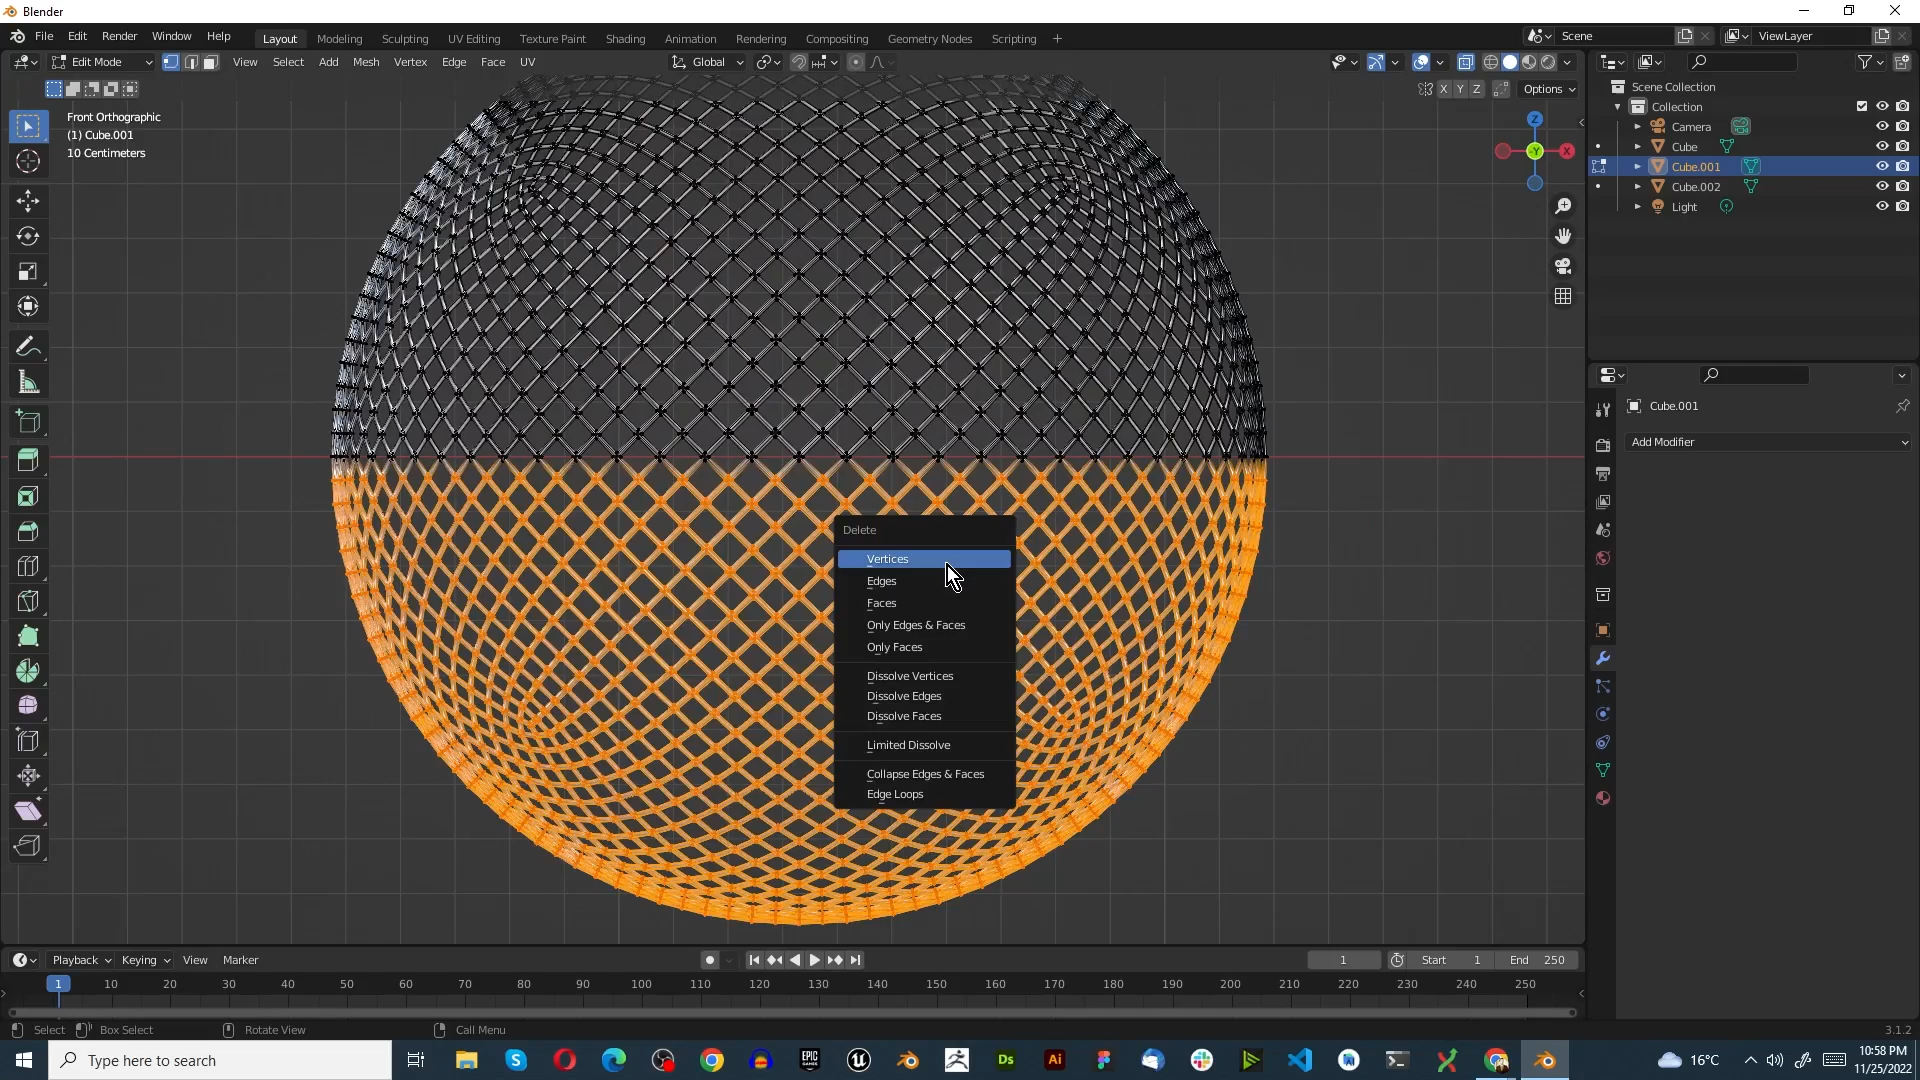 Blender
File Edit Render Window Help Layout Modeling Sculpting UV Editing Texture Paint Shading Animation Rendering Compositing Geometry Nodes Scripting + Scene ViewLayer
Edit Mode View Select Add Mesh Vertex Edge Face UV Global
X Y Z Options
Front Orthographic
(1) Cube.001
10 Centimeters
Z
-Y X
Scene Collection
Collection
Camera
Cube
Cube.001
Cube.002
Light
Cube.001
Add Modifier
Delete
Vertices
Edges
Faces
Only Edges & Faces
Only Faces
Dissolve Vertices
Dissolve Edges
Dissolve Faces
Limited Dissolve
Collapse Edges & Faces
Edge Loops
Playback Keying View Marker 1 Start 1 End 250
1 10 20 30 40 50 60 70 80 90 100 110 120 130 140 150 160 170 180 190 200 210 220 230 240 250
Select Box Select Rotate View Call Menu 3.1.2
Type here to search
EPIC GAMES
Ds
Ai
16°C
10:58 PM
11/25/2022